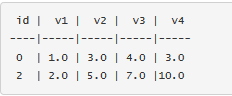 id | v1 | v2 | v3 | v4
----|-----|-----|-----|-----
0 | 1.0 | 3.0 | 4.0 | 3.0
2 | 2.0 | 5.0 | 7.0 |10.0